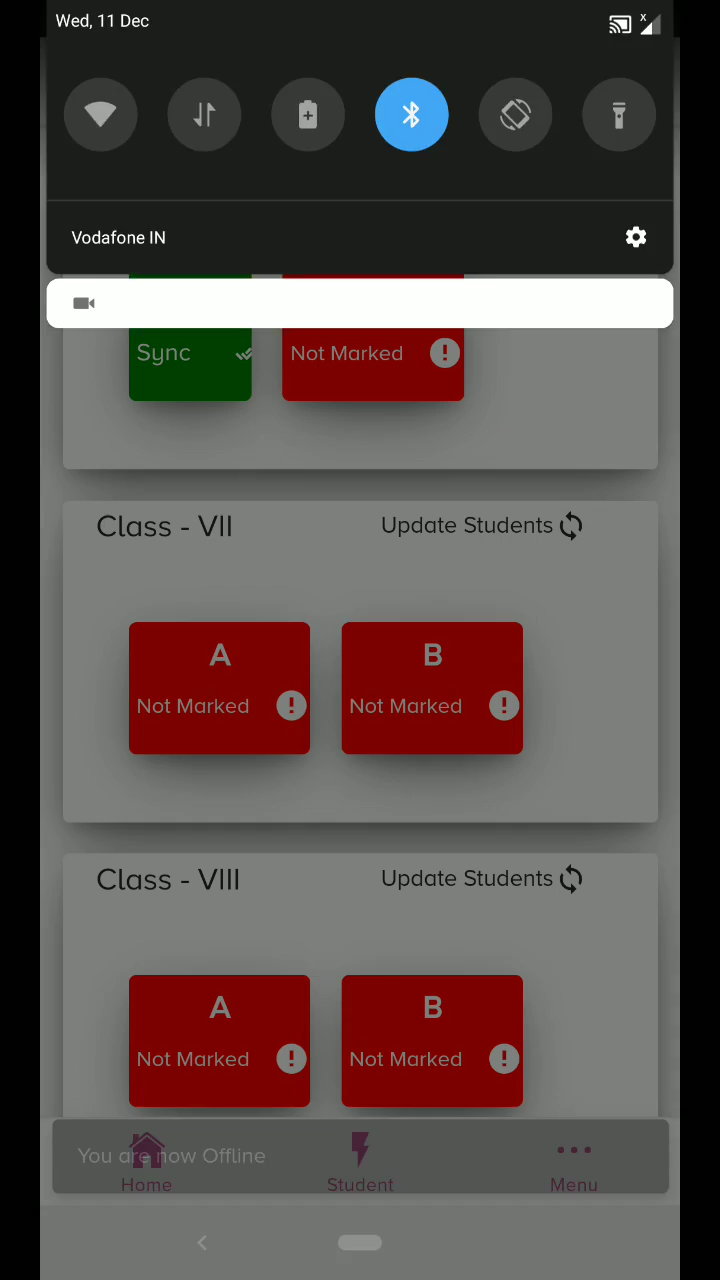 Wed, 11 Dec
x
Vodafone IN
Sync
Not Marked
Class - VII
Update Students
A
B
Not Marked
Not Marked
Class - VIII
Update Students
A
B
Not Marked
Not Marked
You are now Offline
Home
Student
Menu